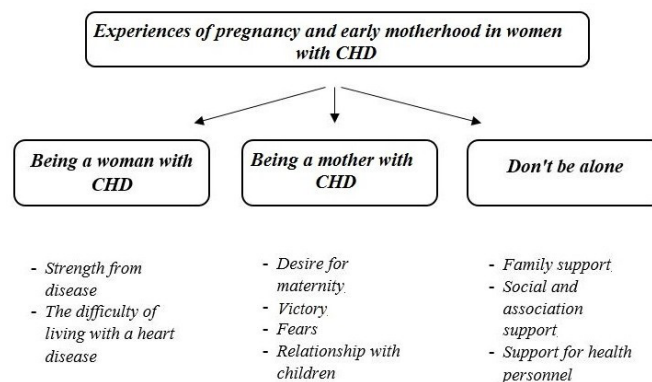 Experiences of pregnancy and early motherhood in women
with CHD
Being a woman with
CHD
Being a mother with
CHD
Don't be alone
- Strength from
disease
- The difficulty of
living with a heart
disease
- Desire for
maternity
- Victory
- Fears
- Relationship with
children
- Family support
- Social and
association
support
- Support for health
personnel